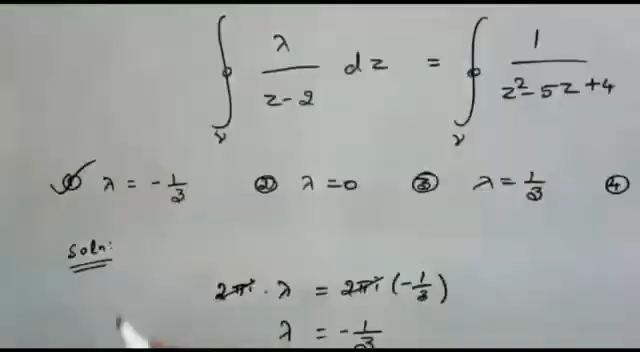 ∮_γ λ/(z-2) dz = ∮_γ 1/(z²-5z+4)
① λ = -1/3 ② λ=0 ③ λ=1/3 ④
Soln:
2πi · λ = 2πi (-1/3)
λ = -1/3